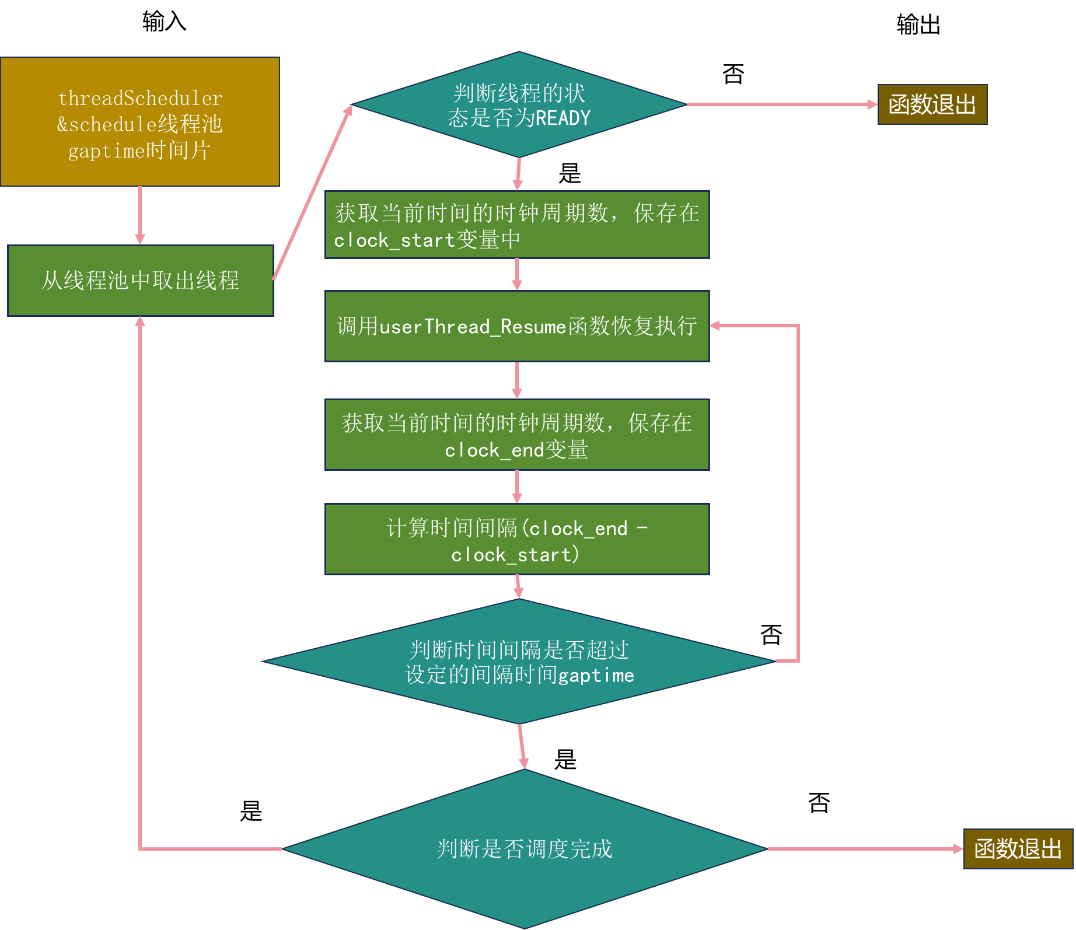 输入
输出
threadScheduler
&schedule线程池
gaptime时间片
判断线程的状
态是否为READY
否
函数退出
是
从线程池中取出线程
获取当前时间的时钟周期数，保存在
clock_start变量中
调用userThread_Resume函数恢复执行
获取当前时间的时钟周期数，保存在
clock_end变量
计算时间间隔(clock_end -
clock_start)
判断时间间隔是否超过
设定的间隔时间gaptime
否
是
判断是否调度完成
是
否
函数退出